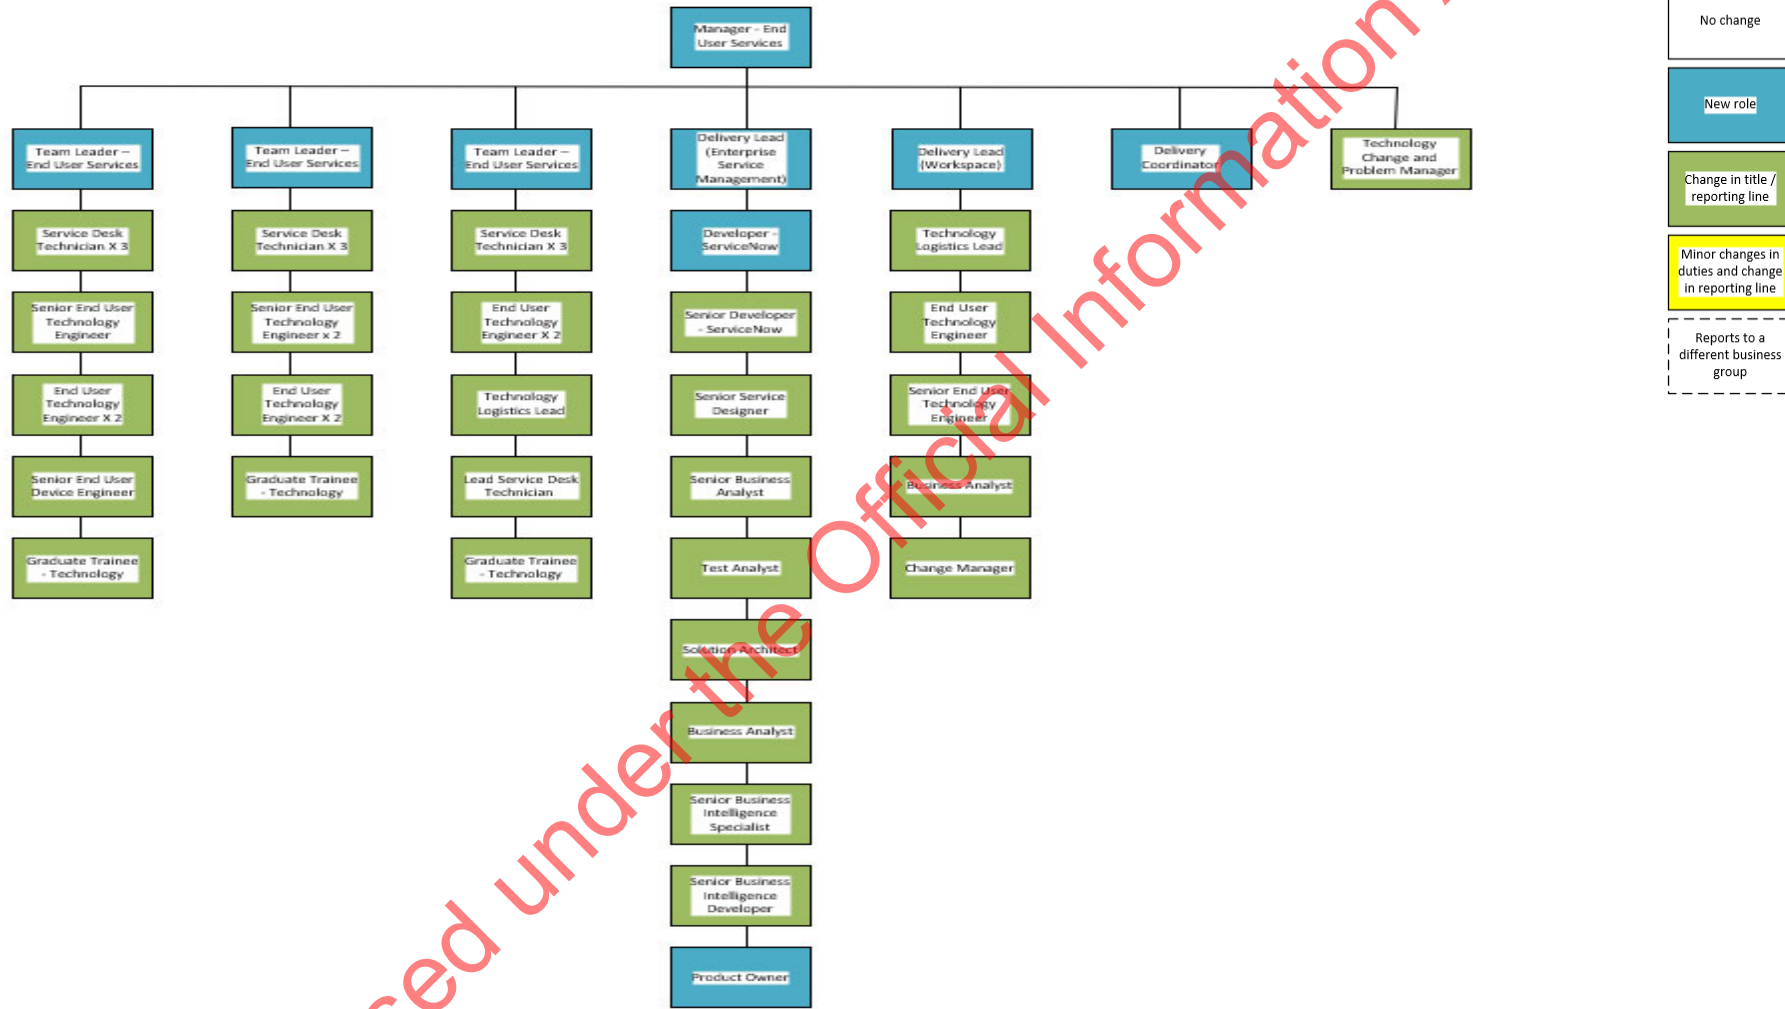 Manager - End
User Services
Team Leader –
End User Services
Team Leader –
End User Services
Team Leader –
End User Services
Delivery Lead
(Enterprise
Service
Management)
Delivery Lead
(Workspace)
Delivery
Coordinator
Technology
Change and
Problem Manager
Service Desk
Technician X 3
Senior End User
Technology
Engineer
End User
Technology
Engineer X 2
Senior End User
Device Engineer
Graduate Trainee
- Technology
Service Desk
Technician X 3
Senior End User
Technology
Engineer x 2
End User
Technology
Engineer X 2
Graduate Trainee
- Technology
Service Desk
Technician X 3
End User
Technology
Engineer X 2
Technology
Logistics Lead
Lead Service Desk
Technician
Graduate Trainee
- Technology
Developer -
ServiceNow
Senior Developer
- ServiceNow
Senior Service
Designer
Senior Business
Analyst
Test Analyst
Solution Architect
Business Analyst
Senior Business
Intelligence
Specialist
Senior Business
Intelligence
Developer
Product Owner
Technology
Logistics Lead
End User
Technology
Engineer
Senior End User
Technology
Engineer
Business Analyst
Change Manager
No change
New role
Change in title /
reporting line
Minor changes in
duties and change
in reporting line
Reports to a
different business
group
under the Official Information